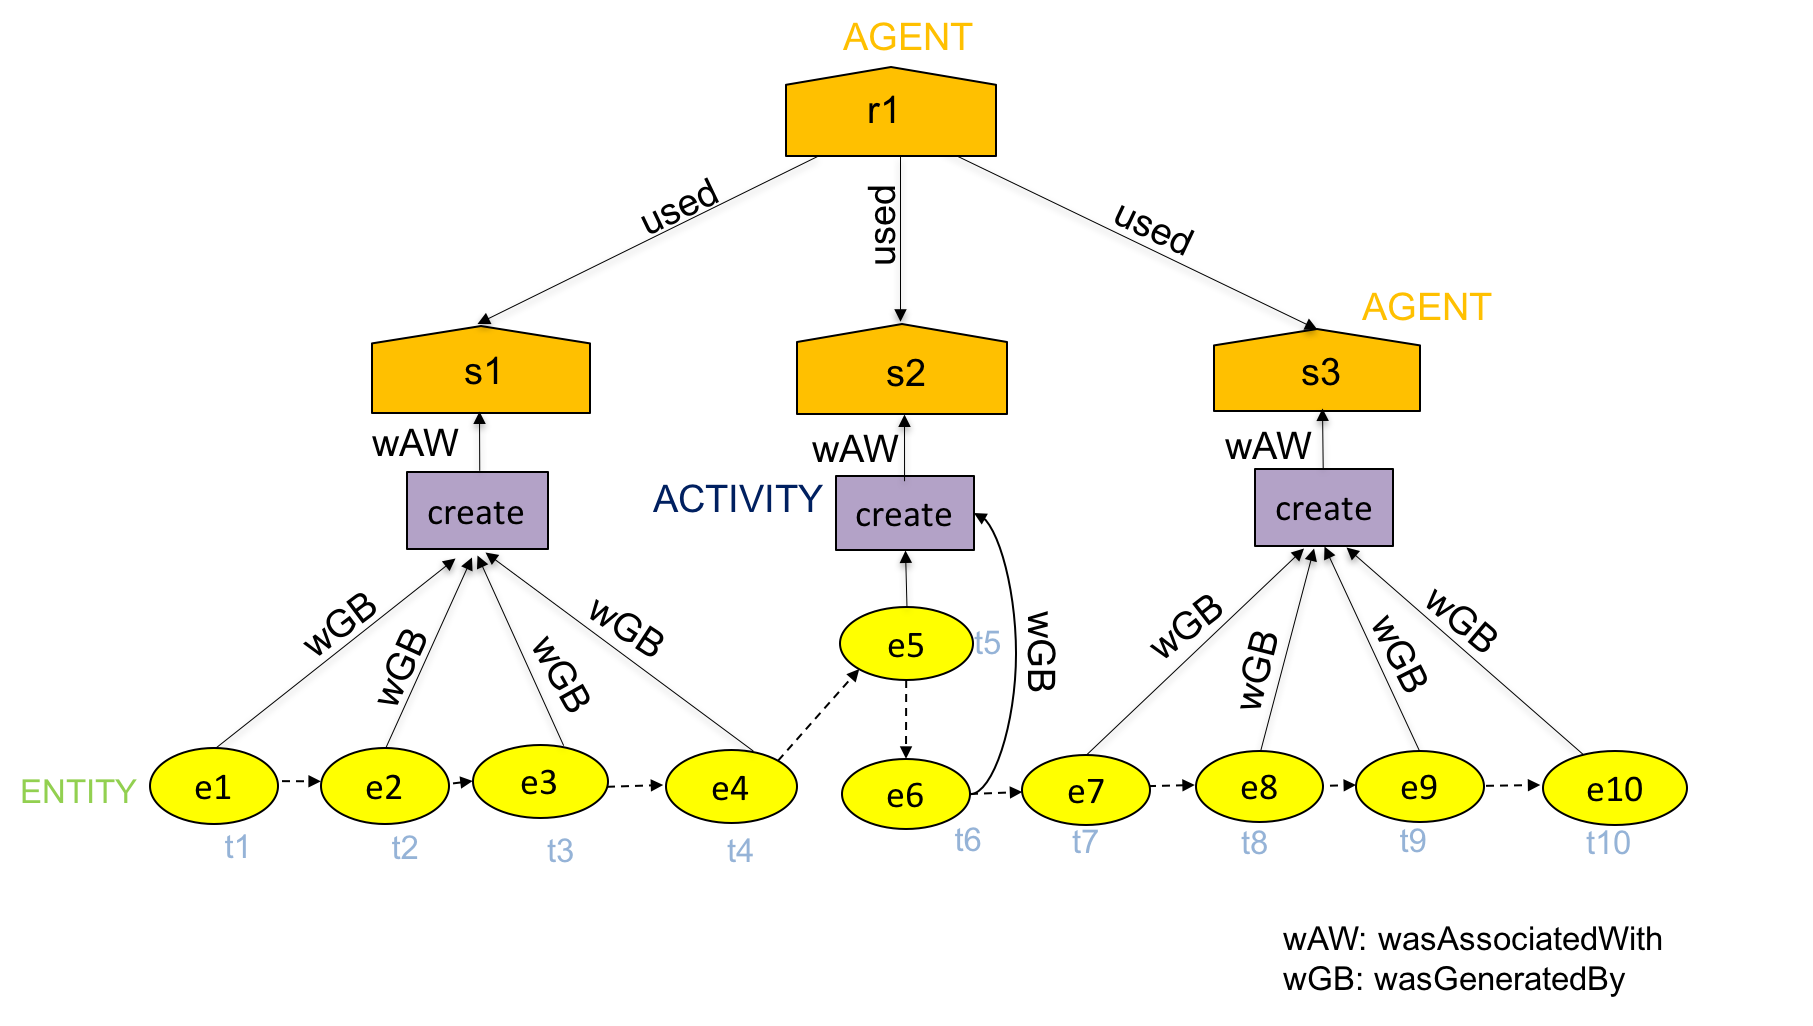 AGENT
r1
used
used
used
AGENT
s1
s2
s3
wAW
wAW
wAW
ACTIVITY
create
create
create
wGB
wGB
wGB
wGB
wGB
wGB
wGB
wGB
wGB
e5
t5
ENTITY
e1
e2
e3
e4
e6
e7
e8
e9
e10
t1
t2
t3
t4
t6
t7
t8
t9
t10
wAW: wasAssociatedWith
wGB: wasGeneratedBy